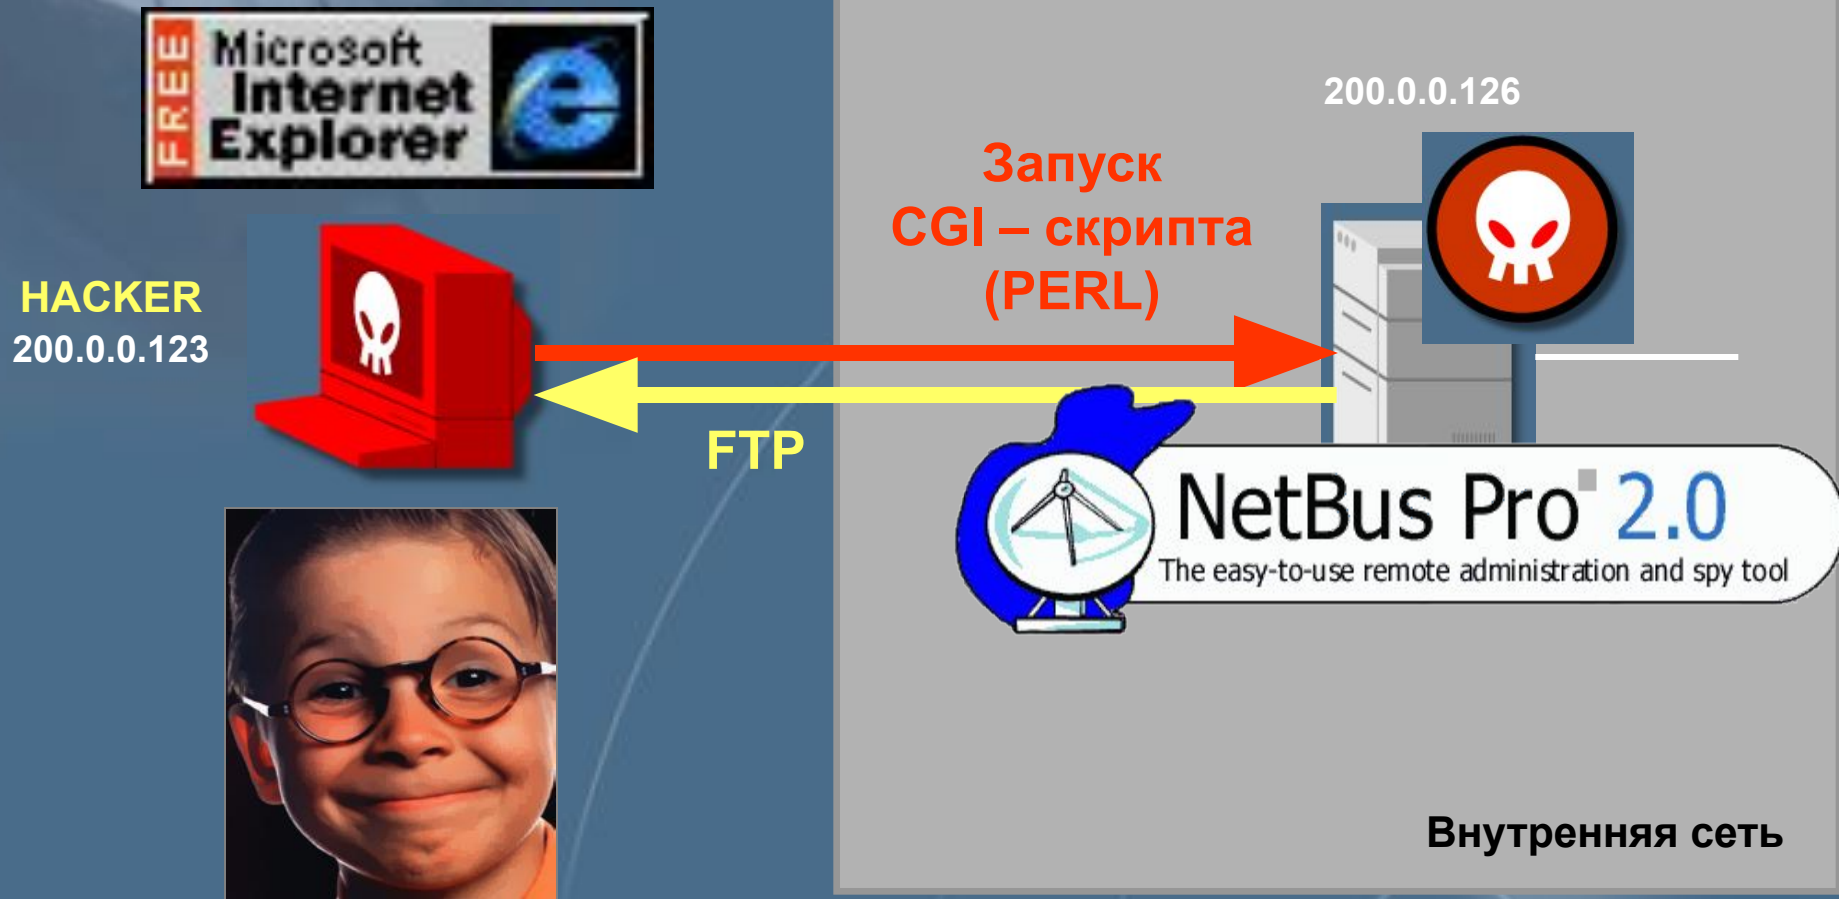 FREE
Microsoft
Internet
Explorer
200.0.0.126
Запуск
CGI – скрипта
(PERL)
HACKER
200.0.0.123
FTP
NetBus Pro 2.0
The easy-to-use remote administration and spy tool
Внутренняя сеть